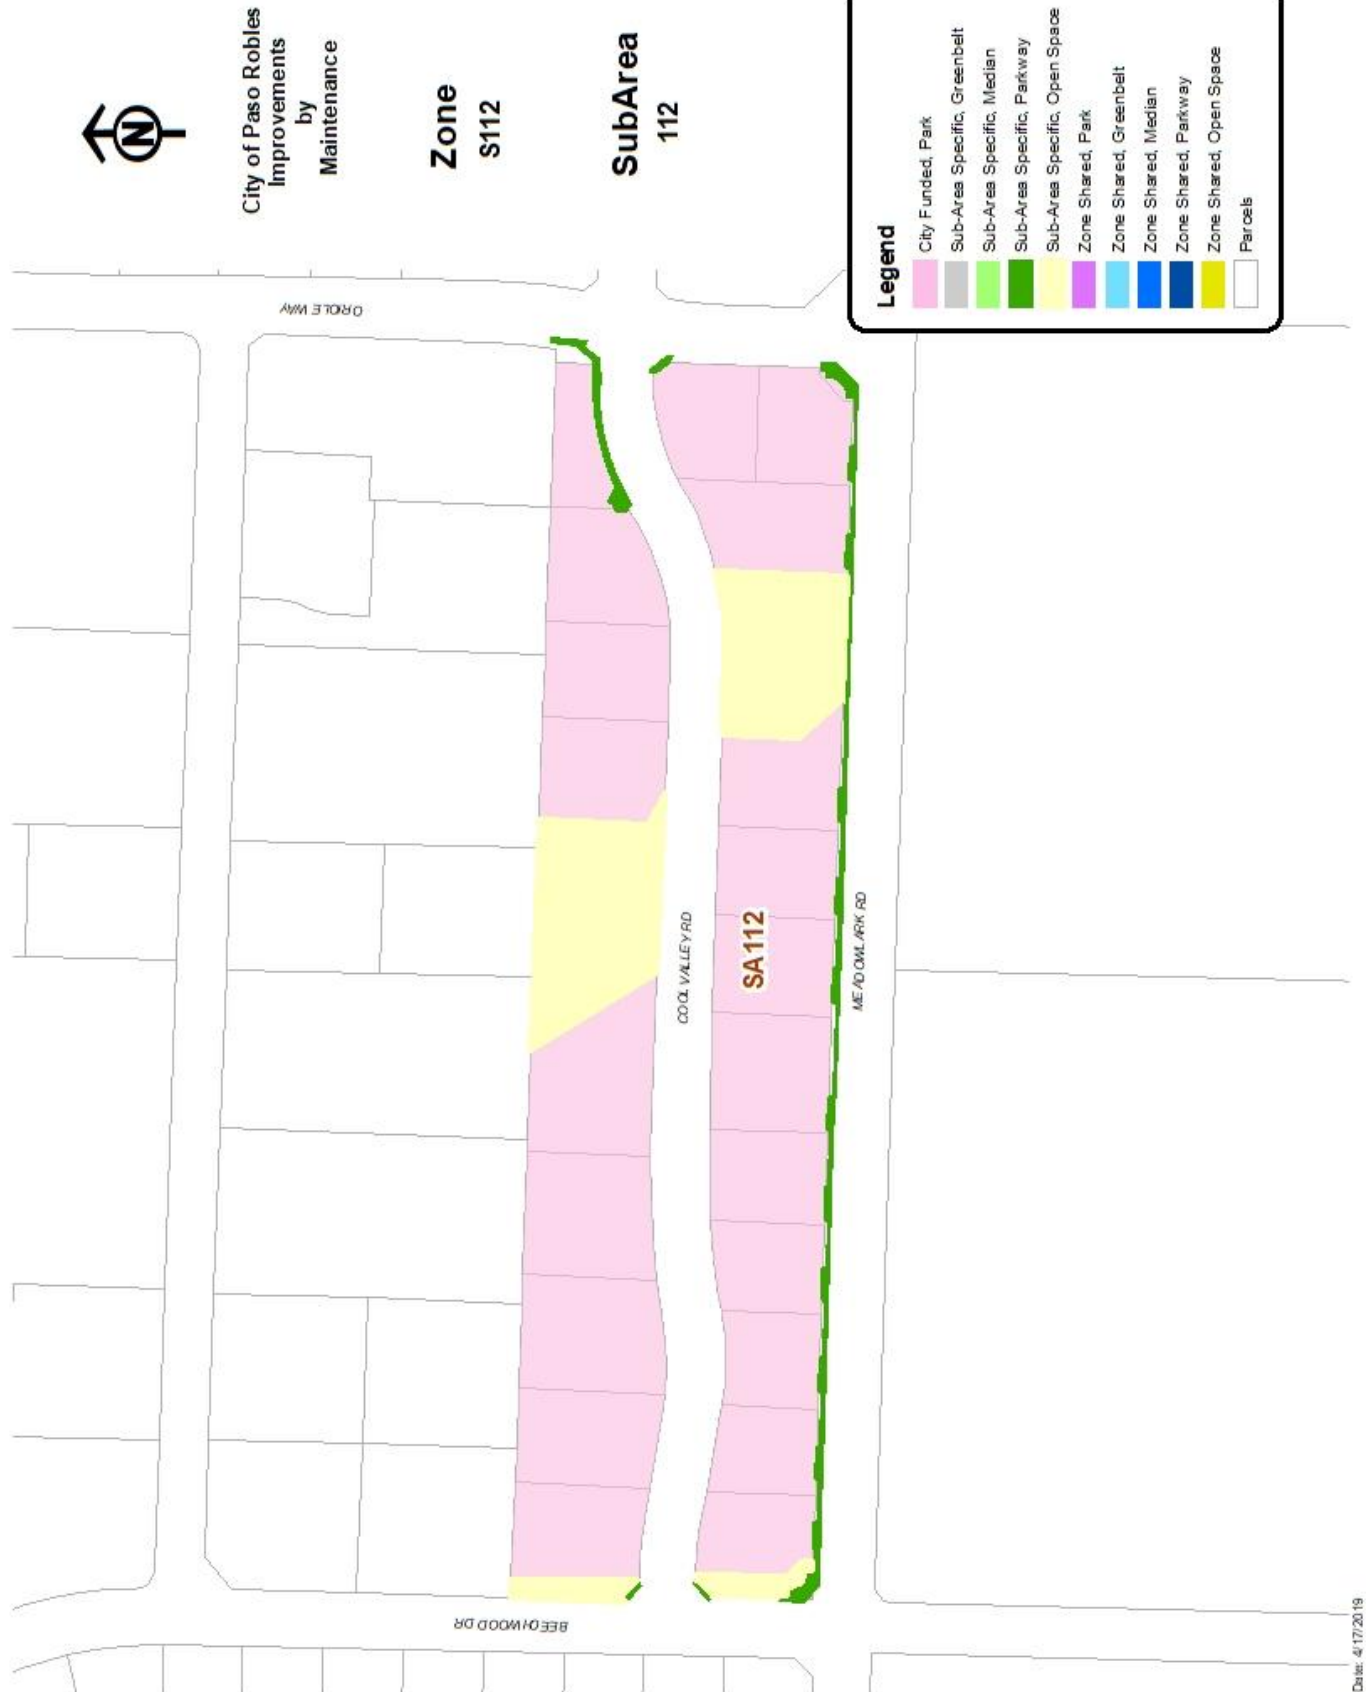 N
City of Paso Robles
Improvements
by
Maintenance
Zone
S112
SubArea
112
ORIOLE WAY
COOL VALLEY RD
SA112
MEADOWLARK RD
BEECHWOOD DR
Legend
City Funded, Park
Sub-Area Specific, Greenbelt
Sub-Area Specific, Median
Sub-Area Specific, Parkway
Sub-Area Specific, Open Space
Zone Shared, Park
Zone Shared, Greenbelt
Zone Shared, Median
Zone Shared, Parkway
Zone Shared, Open Space
Parcels
Date: 4/17/2019